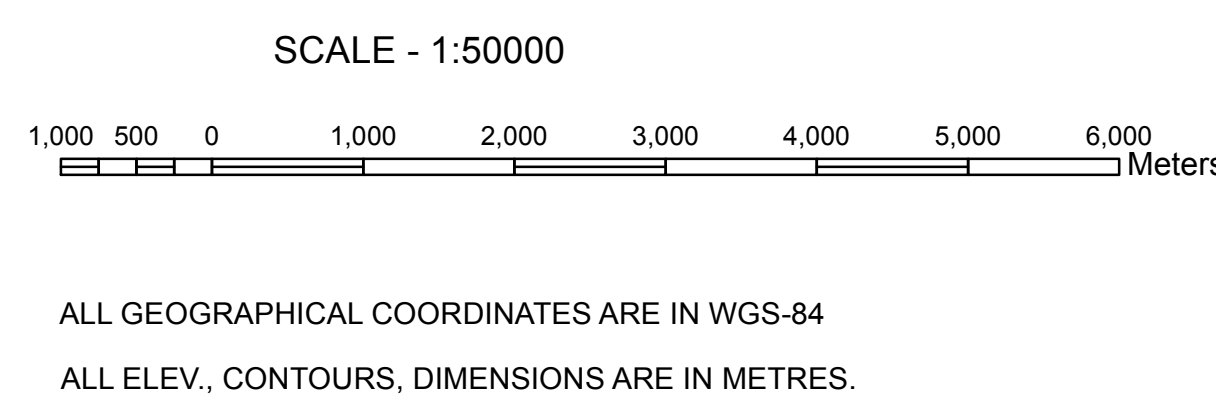 SCALE - 1:50000
1,000 500 0 1,000 2,000 3,000 4,000 5,000 6,000
Meters
ALL GEOGRAPHICAL COORDINATES ARE IN WGS-84
ALL ELEV., CONTOURS, DIMENSIONS ARE IN METRES.